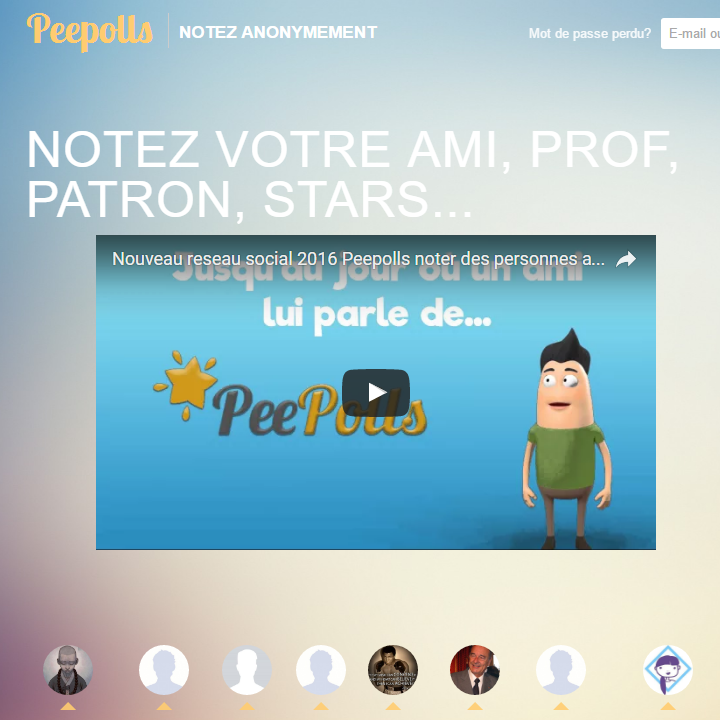 Peepolls
NOTEZ ANONYMEMENT
Mot de passe perdu?
E-mail ou
NOTEZ VOTRE AMI, PROF,
PATRON, STARS...
Nouveau reseau social 2016 Peepolls noter des personnes a...
Jusqu'au jour où un ami
lui parle de...
PeePolls